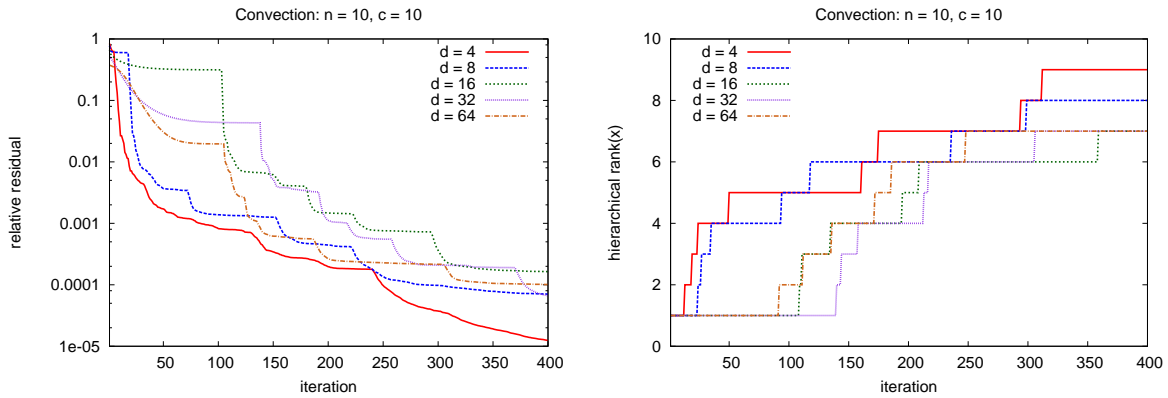 Convection: n = 10, c = 10
relative residual
1
0.1
0.01
0.001
0.0001
1e-05
50 100 150 200 250 300 350 400
iteration
d = 4
d = 8
d = 16
d = 32
d = 64
Convection: n = 10, c = 10
hierarchical rank(x)
10
8
6
4
2
0
50 100 150 200 250 300 350 400
iteration
d = 4
d = 8
d = 16
d = 32
d = 64